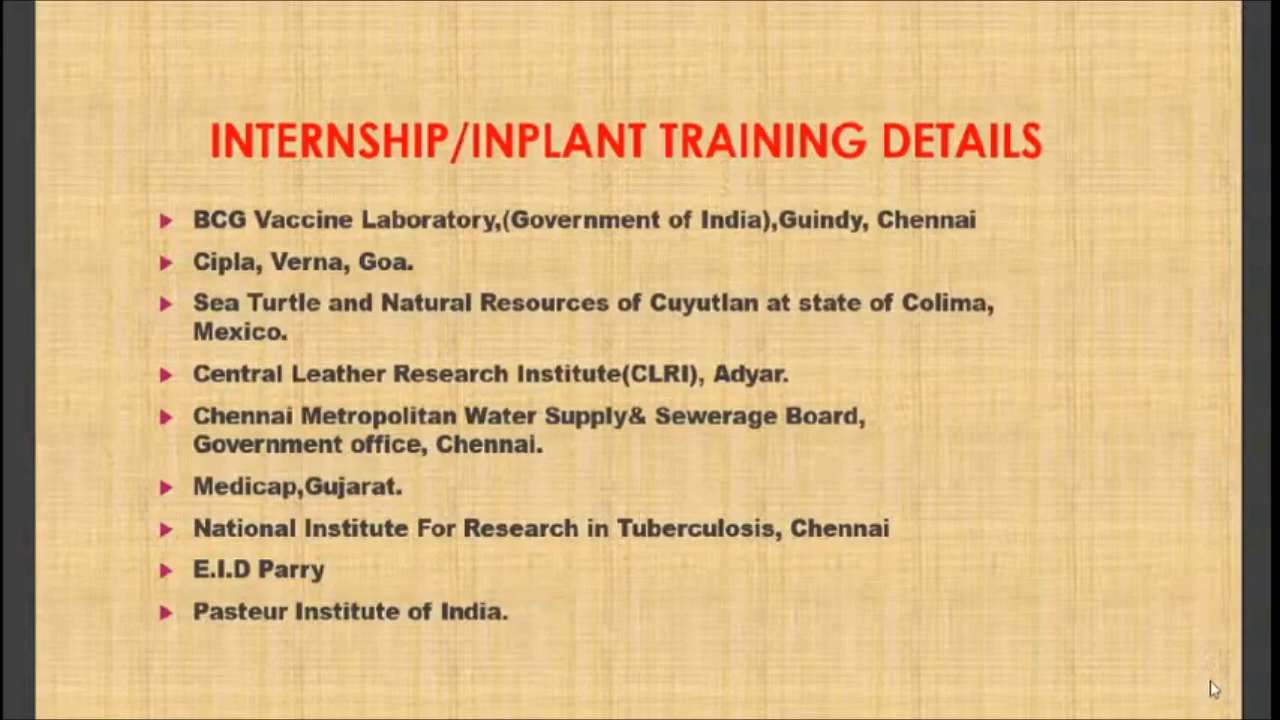 INTERNSHIP/INPLANT TRAINING DETAILS
BCG Vaccine Laboratory,(Government of India),Guindy, Chennai
Cipla, Verna, Goa.
Sea Turtle and Natural Resources of Cuyutlan at state of Colima,
Mexico.
Central Leather Research Institute(CLRI), Adyar.
Chennai Metropolitan Water Supply& Sewerage Board,
Government office, Chennai.
Medicap,Gujarat.
National Institute For Research in Tuberculosis, Chennai
E.I.D Parry
Pasteur Institute of India.